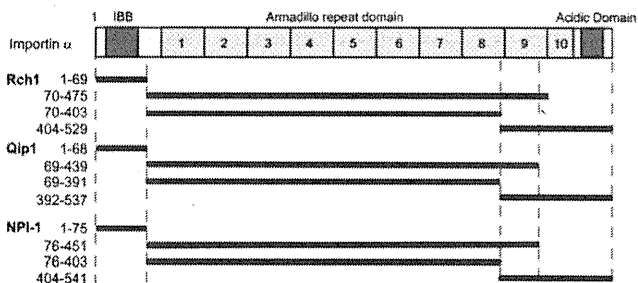 1 IBB Armadillo repeat domain Acidic Domain
Importin α 1 2 3 4 5 6 7 8 9 10
Rch1 1-69
70-475
70-403
404-529
Qip1 1-68
69-439
69-391
392-537
NPI-1 1-75
76-451
76-403
404-541